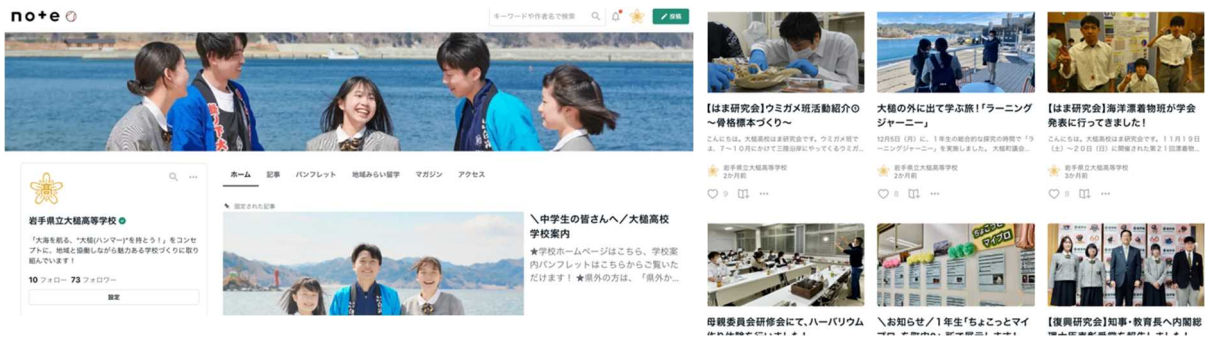 note
キーワードや作者名で検索
投稿
高
岩手県立大槌高等学校
「大海を航る、"大槌(ハンマー)"を持とう！」をコンセ
プトに、地域と協働しながら魅力ある学校づくりに取り
組んでいます！
10 フォロー 73 フォロワー
設定
ホーム 記事 パンフレット 地域みらい留学 マガジン アクセス
固定された記事
＼中学生の皆さんへ／大槌高校
学校案内
★学校ホームページはこちら、学校案
内パンフレットはこちらからご覧いた
だけます！ ★県外の方は、「県外か...
【はま研究会】ウミガメ班活動紹介①
〜骨格標本づくり〜
こんにちは。大槌高校はま研究会です。ウミガメ班で
は、7〜10月にかけて三陸沿岸にやってくるウミガ...
岩手県立大槌高等学校
2か月前
9
大槌の外に出て学ぶ旅！「ラーニング
ジャーニー」
12月5日（月）に、1年生の総合的な探究の時間で「ラ
ーニングジャーニー」を実施しました。 大槌町議会...
岩手県立大槌高等学校
2か月前
8
【はま研究会】海洋漂着物班が学会
発表に行ってきました！
こんにちは。大槌高校はま研究会です。 11月19日
（土）〜20日（日）に開催された第21回漂着物...
岩手県立大槌高等学校
3か月前
8
母親委員会研修会にて、ハーバリウム
作り体験を行いました！
ちょこっと
マイプロ
＼お知らせ／1年生「ちょこっとマイ
【復興研究会】知事・教育長へ内閣総